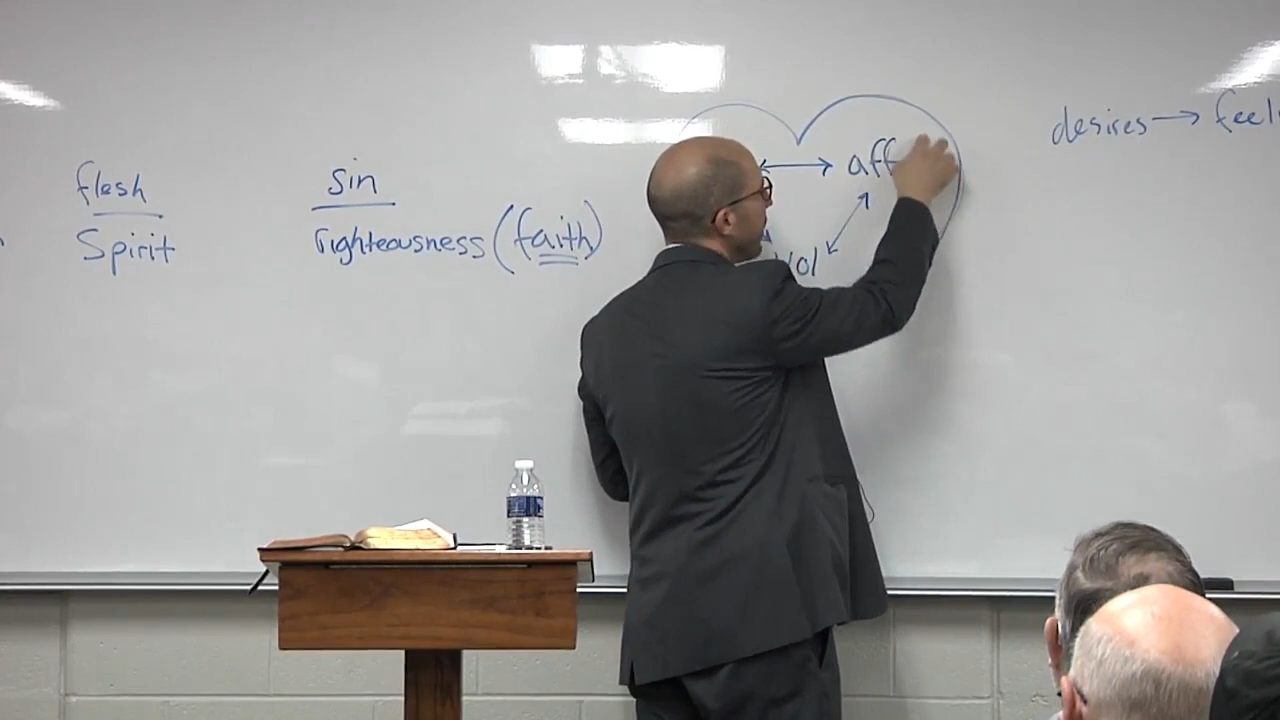 flesh
Spirit
sin
righteousness (faith)
aff
vol
desires → feel